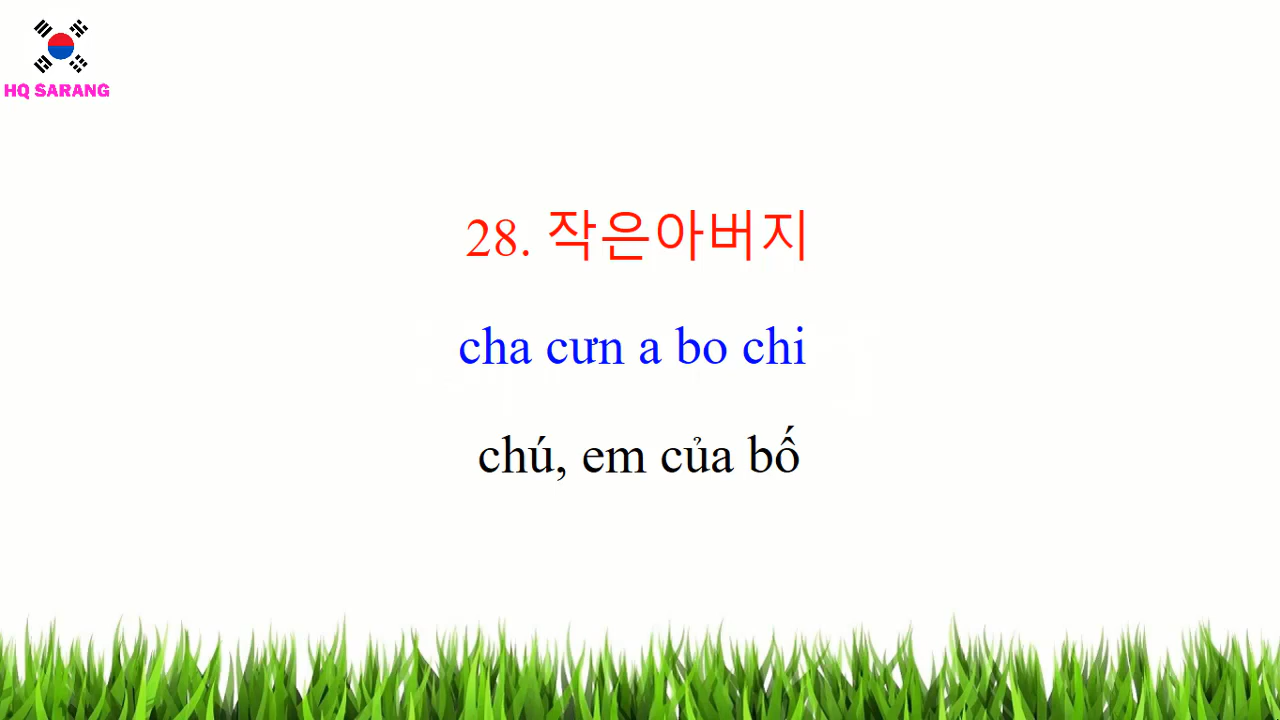 HQ SARANG
28. 작은아버지
cha cưn a bo chi
chú, em của bố